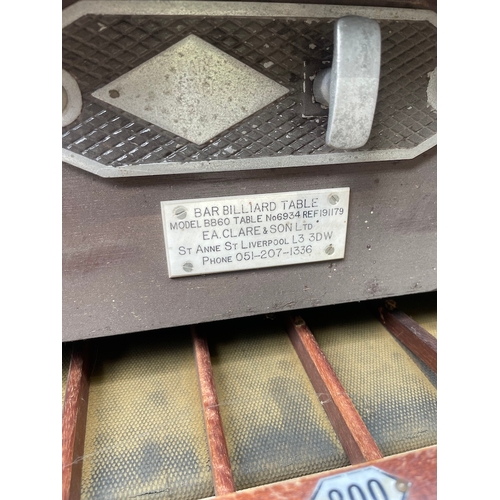 BAR BILLIARD TABLE
MODEL BB60 TABLE No6934 REF191179
E.A. CLARE & SON LTD
ST ANNE ST LIVERPOOL L3 3DW
PHONE 051-207-1336